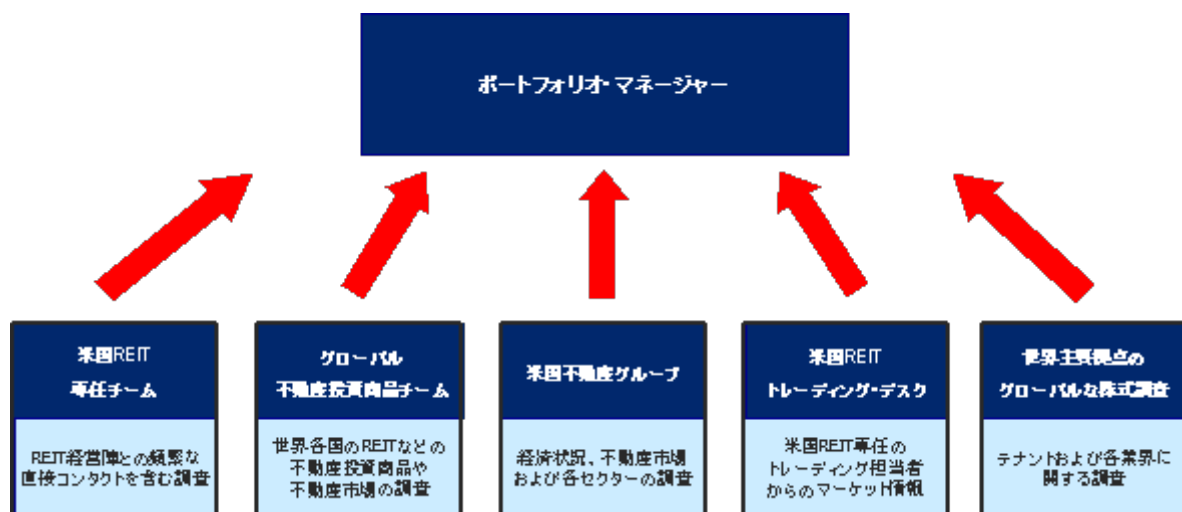 ポートフォリオ・マネージャー
米国REIT
専任チーム
REIT経営陣との頻繁な
直接コンタクトを含む調査
グローバル
不動産投資商品チーム
世界各国のREITなどの
不動産投資商品や
不動産市場の調査
米国不動産グループ
経済状況、不動産市場
および各セクターの調査
米国REIT
トレーディング・デスク
米国REIT専任の
トレーディング担当者
からのマーケット情報
世界主要拠点の
グローバルな株式調査
テナントおよび各業界に
関する調査